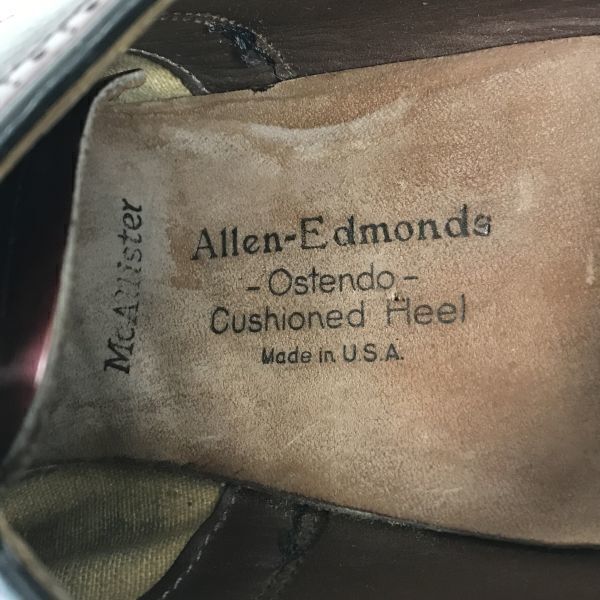 McAllister
Allen-Edmonds
-Ostendo-
Cushioned Heel
Made in U.S.A.